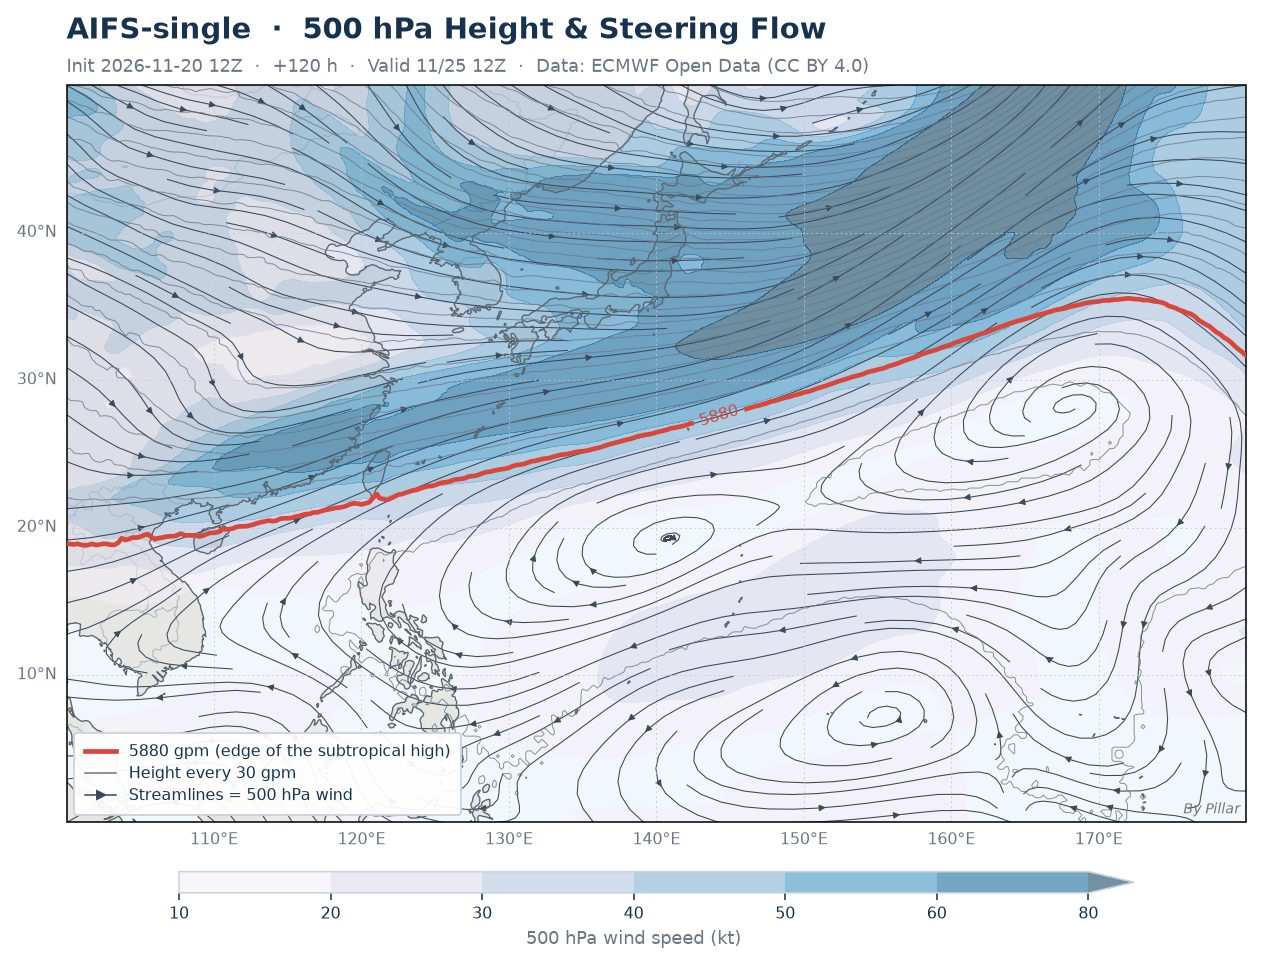 AIFS-single · 500 hPa Height & Steering Flow
Init 2026-11-20 12Z · +120 h · Valid 11/25 12Z · Data: ECMWF Open Data (CC BY 4.0)
40°N
30°N
20°N
10°N
5880
5880 gpm (edge of the subtropical high)
Height every 30 gpm
Streamlines = 500 hPa wind
By Pillar
110°E 120°E 130°E 140°E 150°E 160°E 170°E
10 20 30 40 50 60 80
500 hPa wind speed (kt)